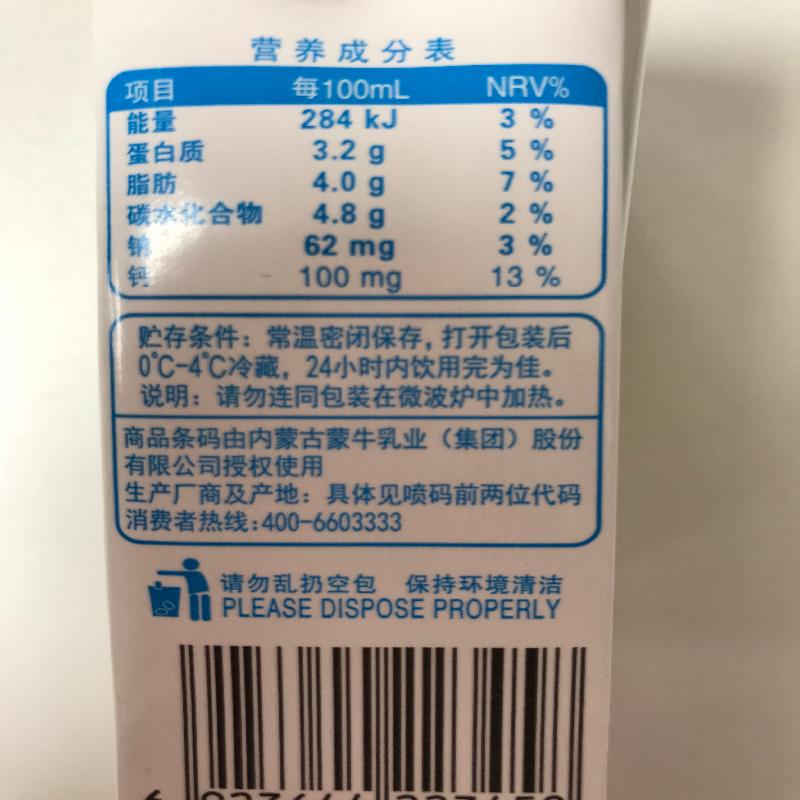 营养成分表
项目 每100mL NRV%
能量 284 kJ 3 %
蛋白质 3.2 g 5 %
脂肪 4.0 g 7 %
碳水化合物 4.8 g 2 %
钠 62 mg 3 %
钙 100 mg 13 %
贮存条件：常温密闭保存，打开包装后
0℃-4℃冷藏，24小时内饮用完为佳。
说明：请勿连同包装在微波炉中加热。
商品条码由内蒙古蒙牛乳业（集团）股份
有限公司授权使用
生产厂商及产地：具体见喷码前两位代码
消费者热线:400-6603333
请勿乱扔空包 保持环境清洁
PLEASE DISPOSE PROPERLY